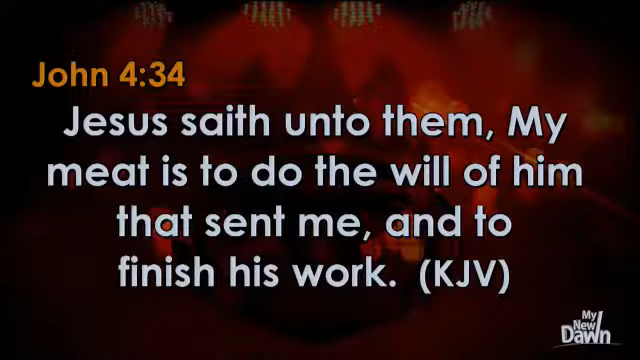 John 4:34
Jesus saith unto them, My
meat is to do the will of him
that sent me, and to
finish his work. (KJV)
My
New
Dawn